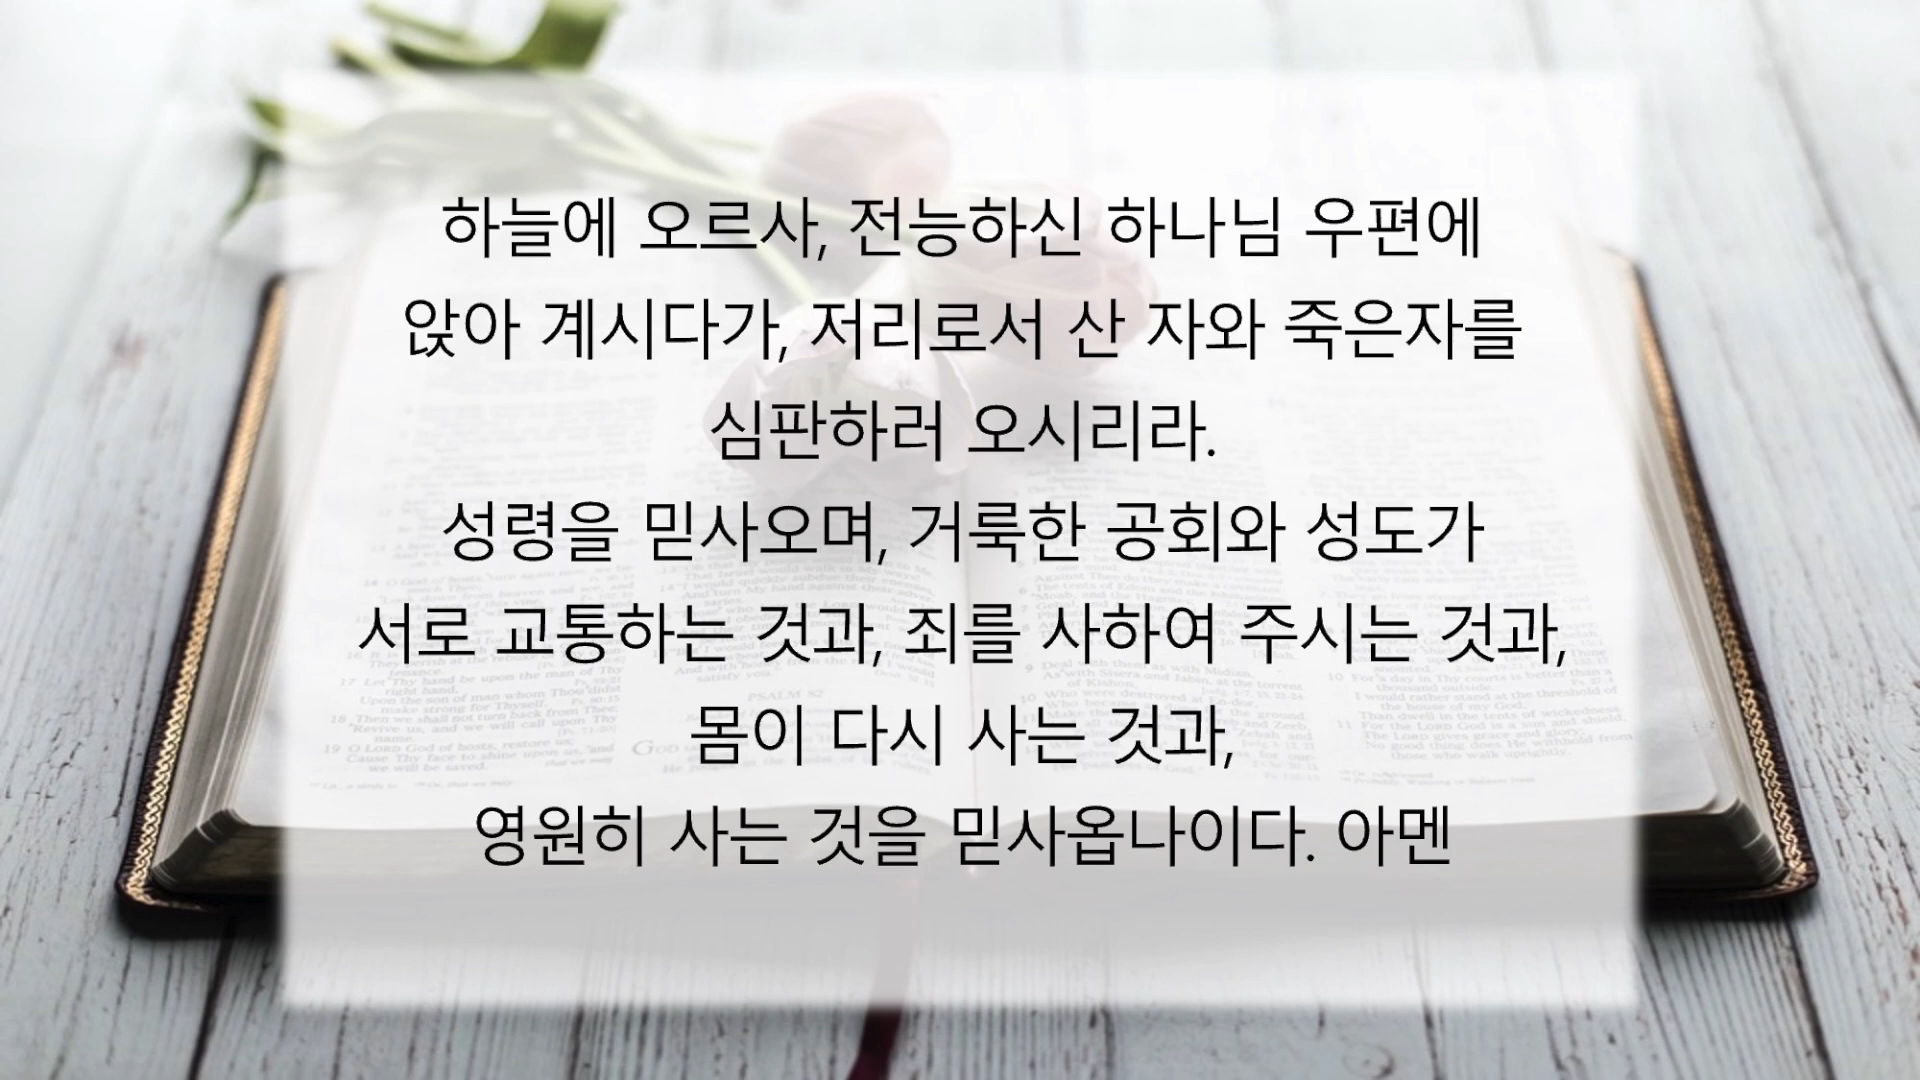 하늘에 오르사, 전능하신 하나님 우편에
앉아 계시다가, 저리로서 산 자와 죽은자를
심판하러 오시리라.
성령을 믿사오며, 거룩한 공회와 성도가
서로 교통하는 것과, 죄를 사하여 주시는 것과,
몸이 다시 사는 것과,
영원히 사는 것을 믿사옵나이다. 아멘